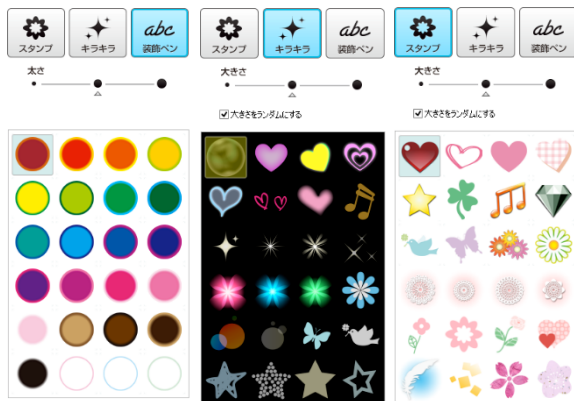 スタンプ
キラキラ
abc
装飾ペン
太さ
スタンプ
キラキラ
abc
装飾ペン
大きさ
大きさをランダムにする
スタンプ
キラキラ
abc
装飾ペン
大きさ
大きさをランダムにする